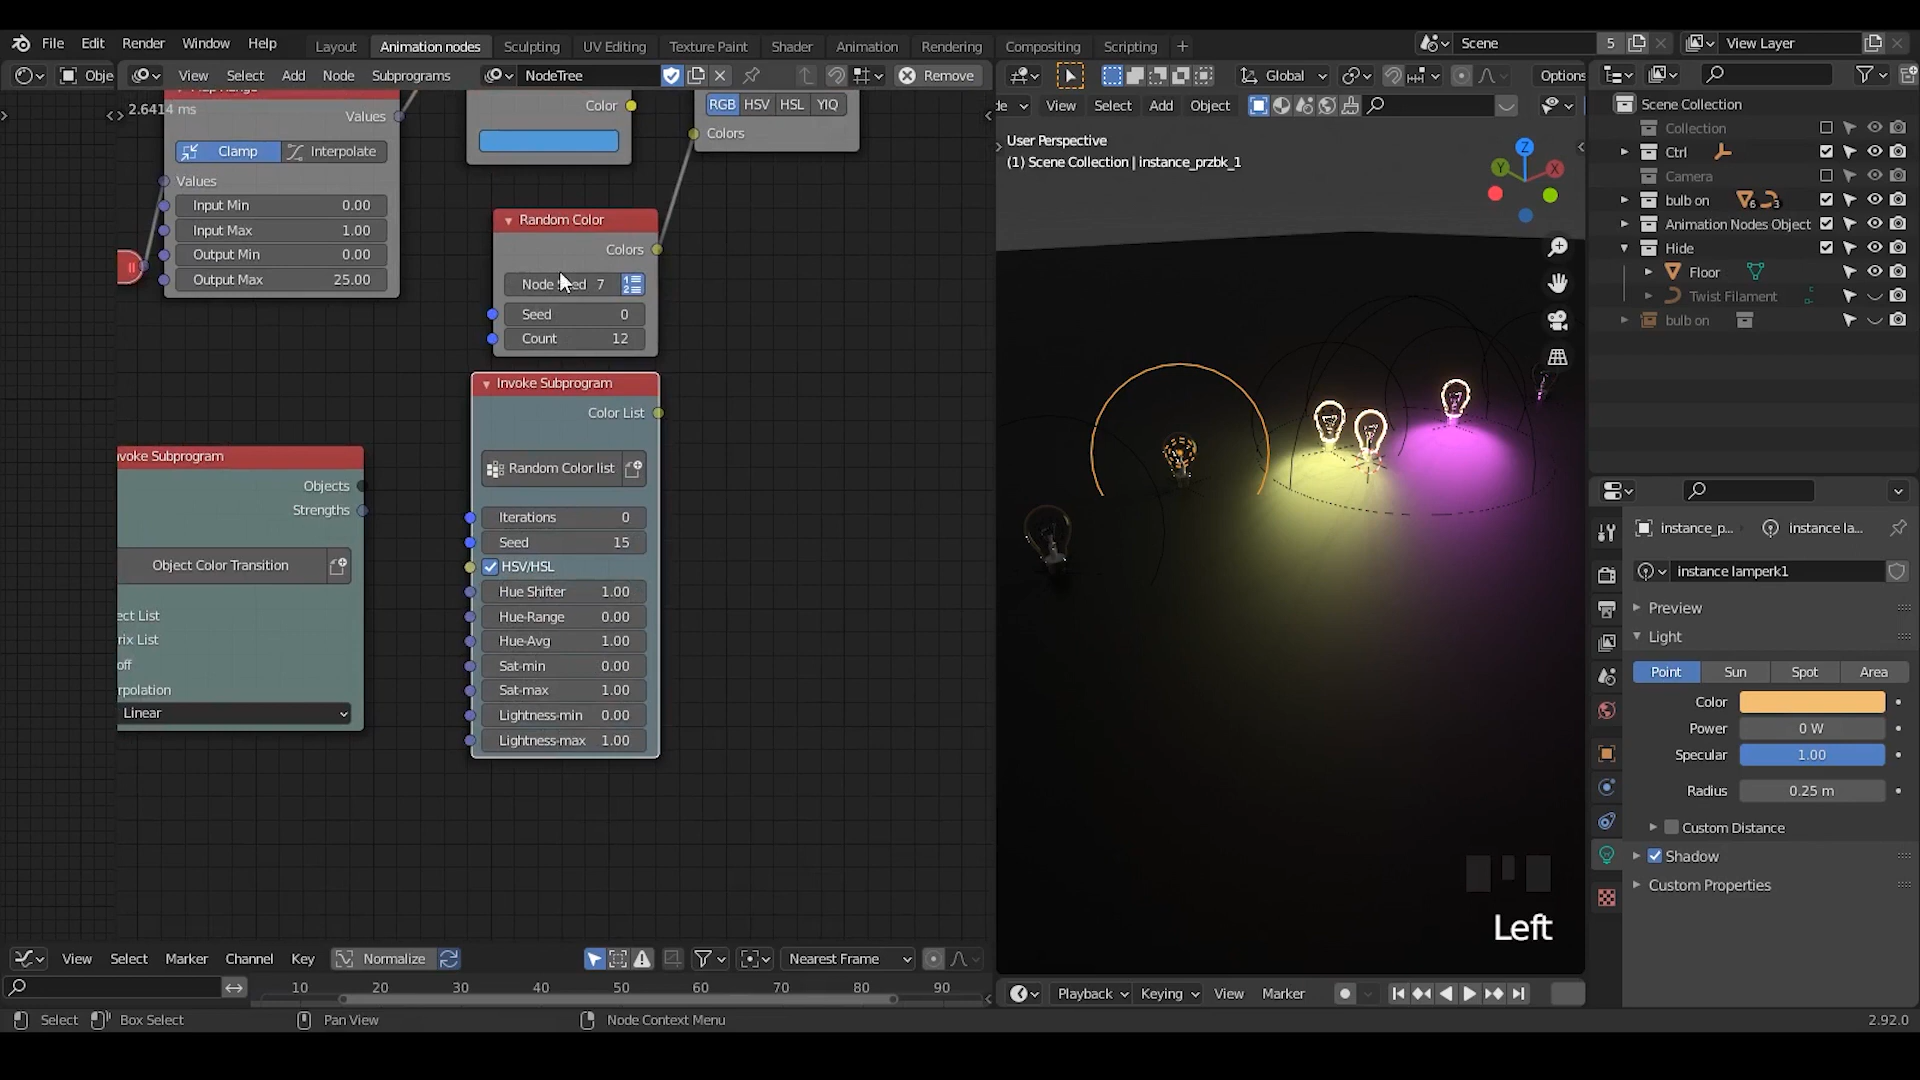 File Edit Render Window Help Layout Animation nodes Sculpting UV Editing Texture Paint Shader Animation Rendering Compositing Scripting Scene 5 View Layer
Obje View Select Add Node Subprograms NodeTree Remove Global Options
2.6414 ms
Values
Clamp Interpolate
Values
Input Min 0.00
Input Max 1.00
Output Min 0.00
Output Max 25.00
Color
RGB HSV HSL YIQ
Colors
Random Color
Colors
Seed 0
Count 12
Invoke Subprogram
Color List
Random Color list
Iterations 0
Seed 15
HSV/HSL
Hue Shifter 1.00
Hue-Range 0.00
Hue-Avg 1.00
Sat-min 0.00
Sat-max 1.00
Lightness-min 0.00
Lightness-max 1.00
nvoke Subprogram
Objects
Strengths
Object Color Transition
ect List
rix List
off
rpolation
Linear
de View Select Add Object
User Perspective
(1) Scene Collection | instance_przbk_1
Z
Y
X
Left
Scene Collection
Collection
Ctrl
Camera
bulb on 6 3
Animation Nodes Object
Hide
Floor
Twist Filament
bulb on
instance_p... instance la...
instance lamperk1
Preview
Light
Point Sun Spot Area
Color
Power 0 W
Specular 1.00
Radius 0.25 m
Custom Distance
Shadow
Custom Properties
View Select Marker Channel Key Normalize Nearest Frame
10 20 30 40 50 60 70 80 90
Playback Keying View Marker
Select Box Select Pan View Node Context Menu 2.92.0